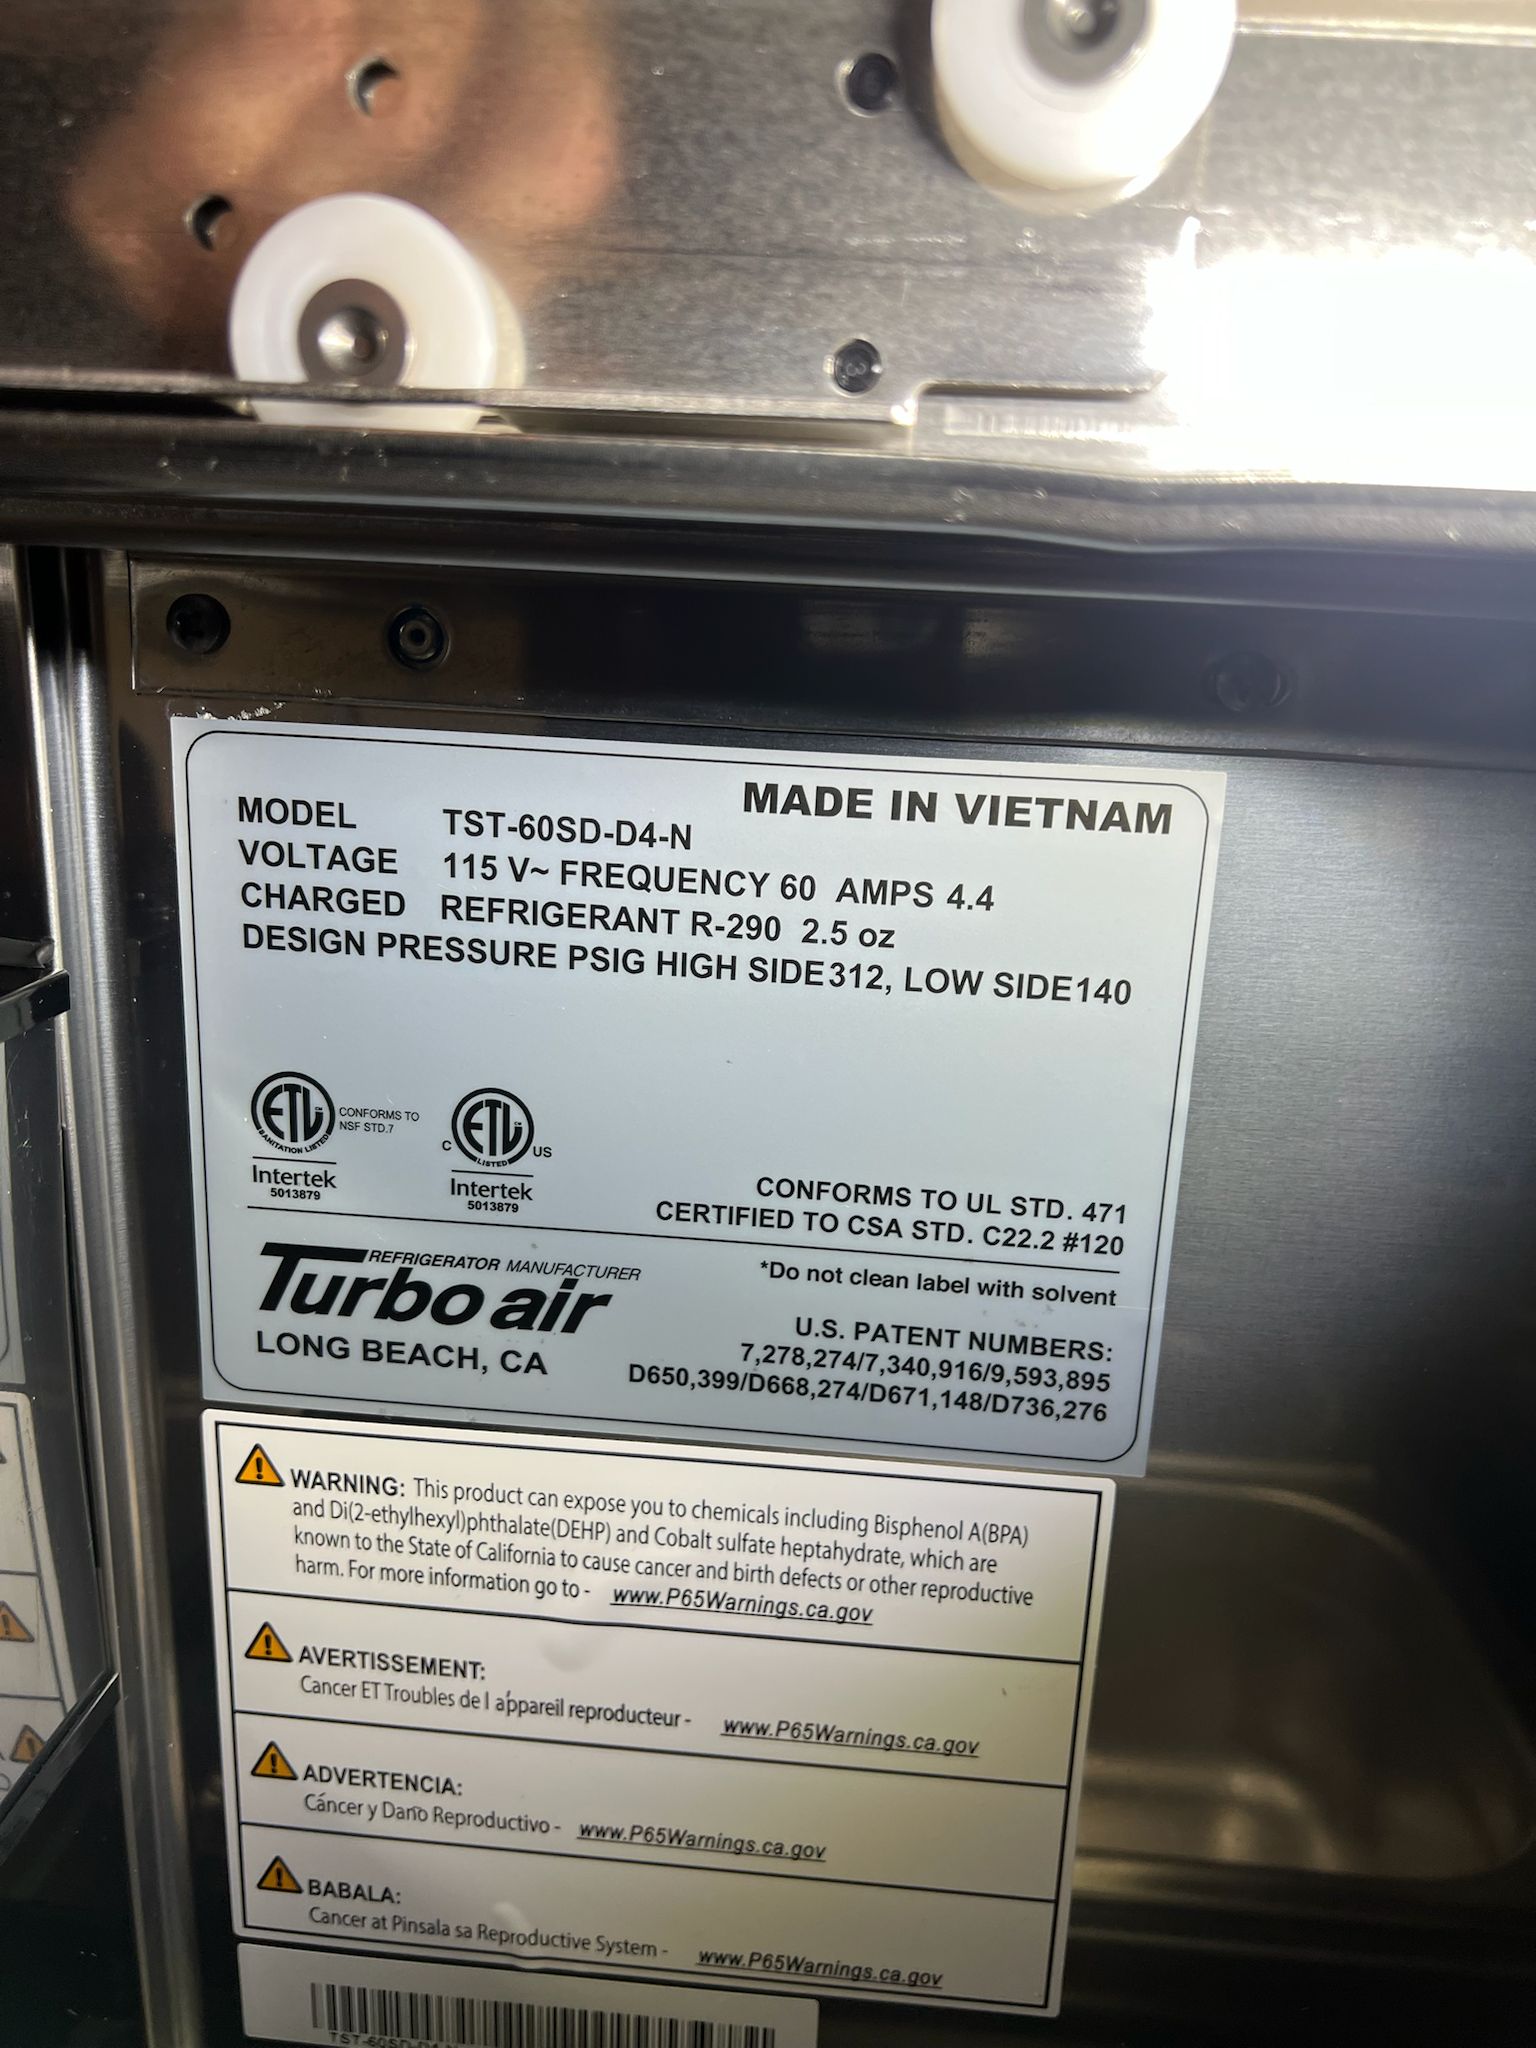 MADE IN VIETNAM
MODEL TST-60SD-D4-N
VOLTAGE 115 V~ FREQUENCY 60 AMPS 4.4
CHARGED REFRIGERANT R-290 2.5 oz
DESIGN PRESSURE PSIG HIGH SIDE 312, LOW SIDE 140
ETL CM
SANITATION LISTED
CONFORMS TO
NSF STD.7
Intertek
5013879
C ETL CM US
LISTED
Intertek
5013879
CONFORMS TO UL STD. 471
CERTIFIED TO CSA STD. C22.2 #120
REFRIGERATOR MANUFACTURER
Turbo air
LONG BEACH, CA
*Do not clean label with solvent
U.S. PATENT NUMBERS:
7,278,274/7,340,916/9,593,895
D650,399/D668,274/D671,148/D736,276
WARNING: This product can expose you to chemicals including Bisphenol A(BPA)
and Di(2-ethylhexyl)phthalate(DEHP) and Cobalt sulfate heptahydrate, which are
known to the State of California to cause cancer and birth defects or other reproductive
harm. For more information go to - www.P65Warnings.ca.gov
AVERTISSEMENT:
Cancer ET Troubles de l appareil reproducteur - www.P65Warnings.ca.gov
ADVERTENCIA:
Cáncer y Daño Reproductivo - www.P65Warnings.ca.gov
BABALA:
Cancer at Pinsala sa Reproductive System - www.P65Warnings.ca.gov